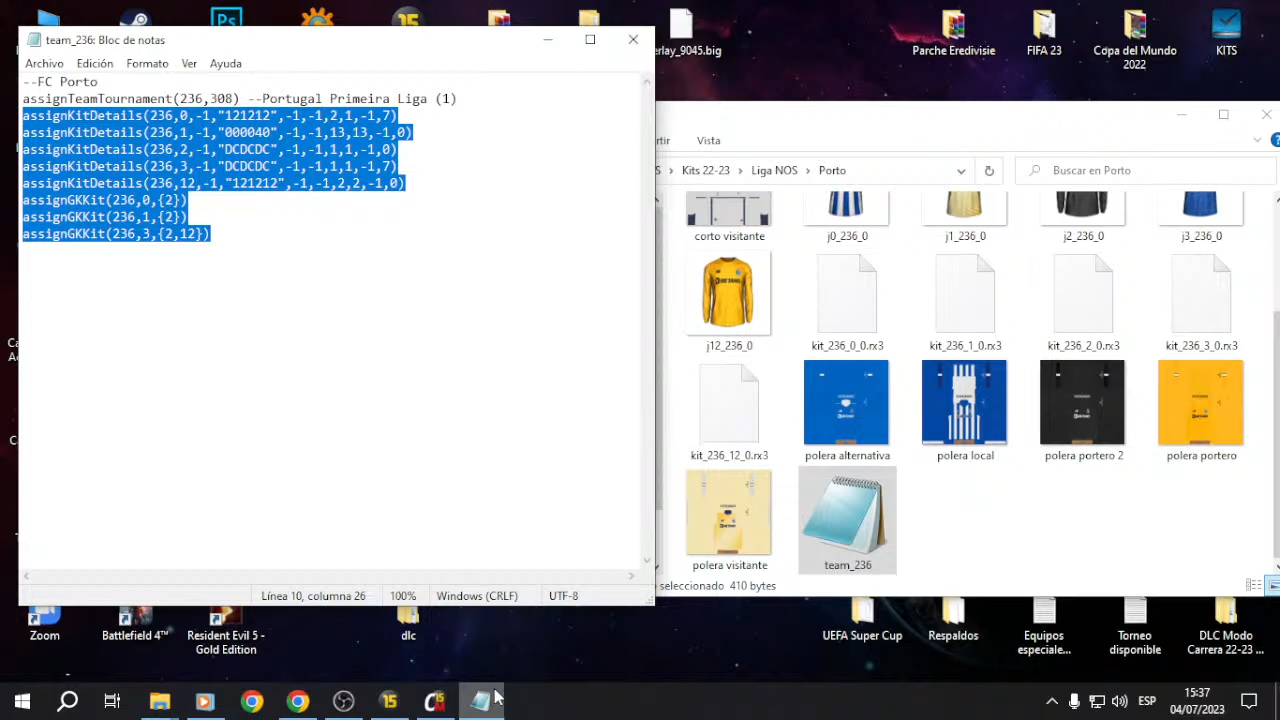 team_236: Bloc de notas
Archivo Edición Formato Ver Ayuda
--FC Porto
assignTeamTournament(236,308) --Portugal Primeira Liga (1)
assignKitDetails(236,0,-1,"121212",-1,-1,2,1,-1,7)
assignKitDetails(236,1,-1,"000040",-1,-1,13,13,-1,0)
assignKitDetails(236,2,-1,"DCDCDC",-1,-1,1,1,-1,0)
assignKitDetails(236,3,-1,"DCDCDC",-1,-1,1,1,-1,7)
assignKitDetails(236,12,-1,"121212",-1,-1,2,2,-1,0)
assignGKKit(236,0,{2})
assignGKKit(236,1,{2})
assignGKKit(236,3,{2,12})
Línea 10, columna 26 100% Windows (CRLF) UTF-8
Ps
15
erlay_9045.big
Parche Eredivisie
FIFA 23
Copa del Mundo
2022
KITS
rtir Vista
S > Kits 22-23 > Liga NOS > Porto
Buscar en Porto
corto visitante j0_236_0 j1_236_0 j2_236_0 j3_236_0
j12_236_0 kit_236_0_0.rx3 kit_236_1_0.rx3 kit_236_2_0.rx3 kit_236_3_0.rx3
kit_236_12_0.rx3 polera alternativa polera local polera portero 2 polera portero
polera visitante team_236
seleccionado 410 bytes
Zoom
Battlefield 4™
Resident Evil 5 -
Gold Edition
dlc
UEFA Super Cup
Respaldos
Equipos
especiale...
Torneo
disponible
DLC Modo
Carrera 22-23 ...
15
ESP
15:37
04/07/2023